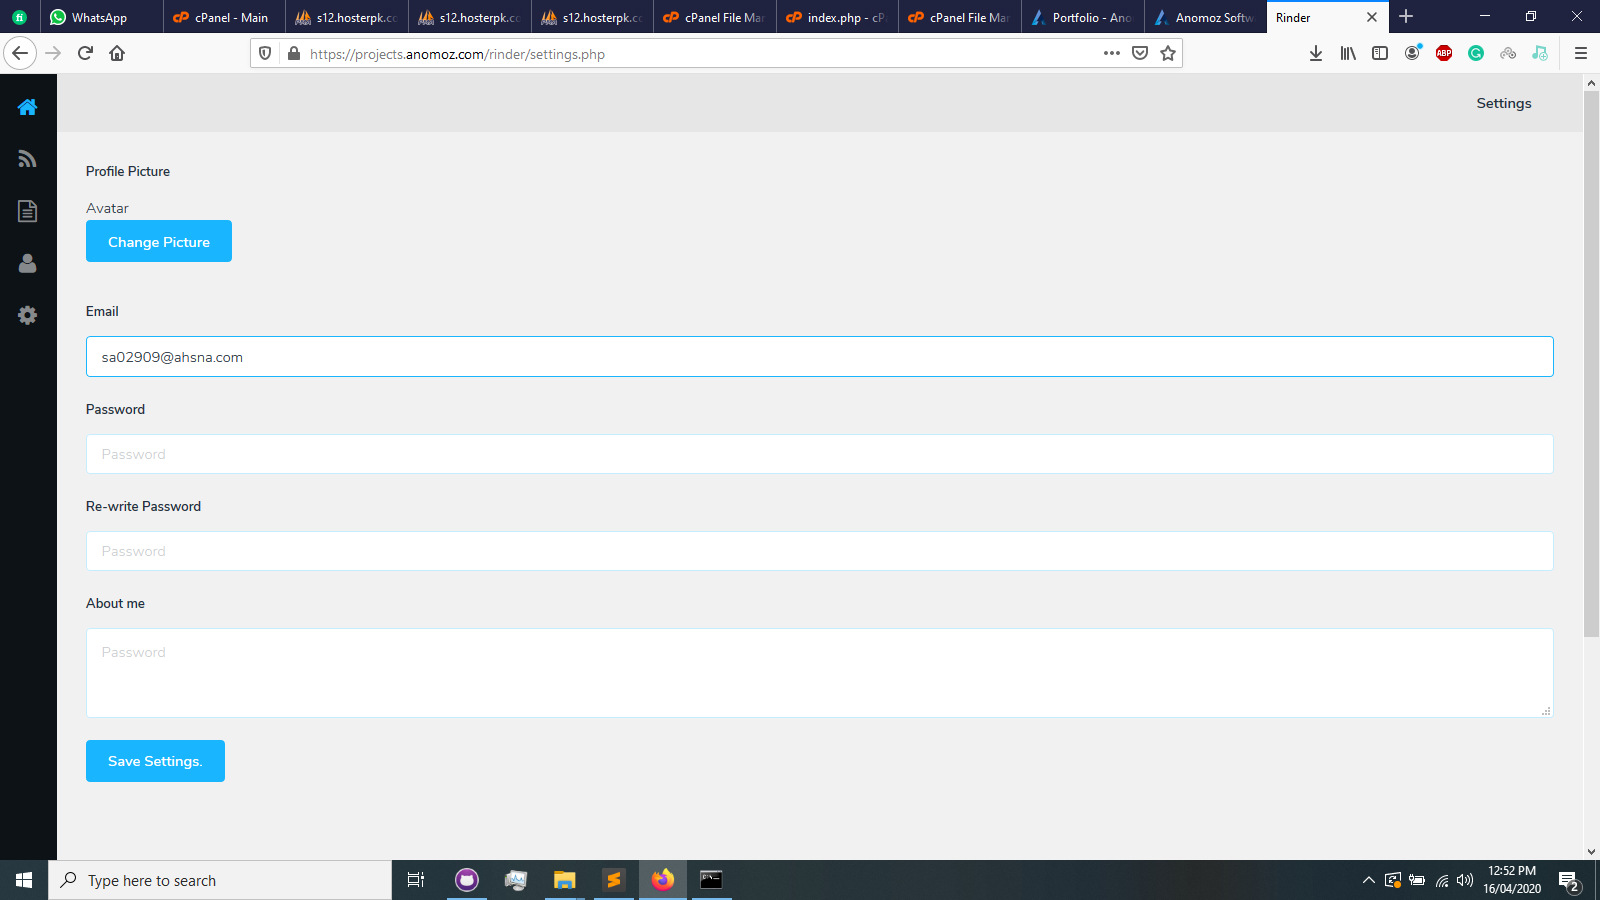 fi
WhatsApp
cPanel - Main
s12.hosterpk.co
s12.hosterpk.co
s12.hosterpk.co
cPanel File Mar
index.php - cP
cPanel File Mar
Portfolio - Ano
Anomoz Softw
Rinder
https://projects.anomoz.com/rinder/settings.php
ABP
Settings
Profile Picture
Avatar
Change Picture
Email
sa02909@ahsna.com
Password
Password
Re-write Password
Password
About me
Password
Save Settings.
Type here to search
12:52 PM
16/04/2020
2